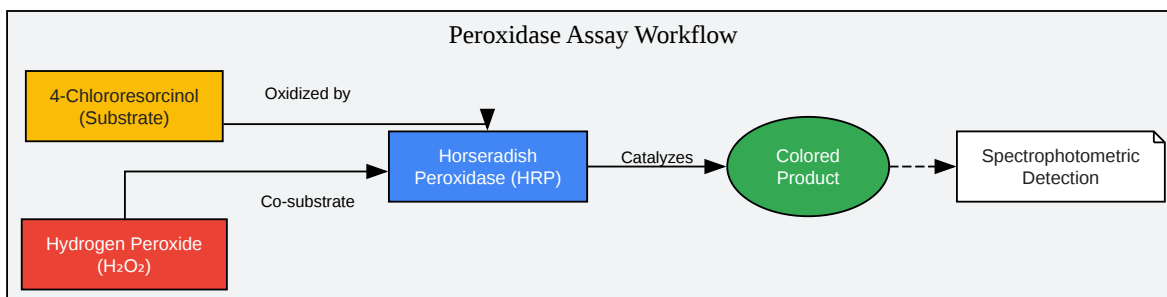 Peroxidase Assay Workflow
4-Chlororesorcinol
(Substrate)
Oxidized by
Horseradish
Peroxidase (HRP)
Catalyzes
Colored
Product
Spectrophotometric
Detection
Co-substrate
Hydrogen Peroxide
(H₂O₂)